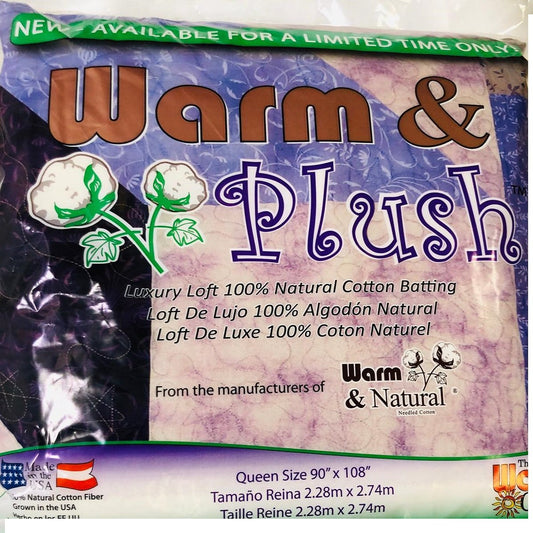 NEW - AVAILABLE FOR A LIMITED TIME ONLY
Warm &
Plush
TM
Luxury Loft 100% Natural Cotton Batting
Loft De Lujo 100% Algodón Natural
Loft De Luxe 100% Coton Naturel
From the manufacturers of
Warm
& Natural ®
Needled Cotton
Made
in the
USA
Natural Cotton Fiber
Grown in the USA
Queen Size 90" x 108"
Tamaño Reina 2.28m x 2.74m
Taille Reine 2.28m x 2.74m